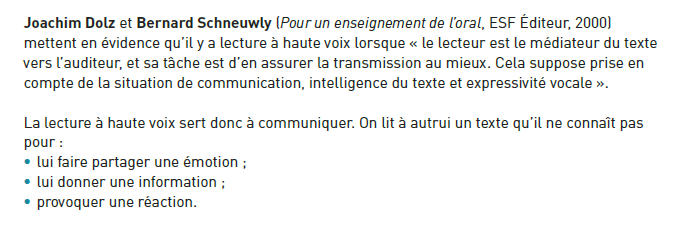 Joachim Dolz et Bernard Schneuwly (Pour un enseignement de l’oral, ESF Éditeur, 2000)
mettent en évidence qu’il y a lecture à haute voix lorsque « le lecteur est le médiateur du texte
vers l’auditeur, et sa tâche est d’en assurer la transmission au mieux. Cela suppose prise en
compte de la situation de communication, intelligence du texte et expressivité vocale ».
La lecture à haute voix sert donc à communiquer. On lit à autrui un texte qu’il ne connaît pas
pour :
• lui faire partager une émotion ;
• lui donner une information ;
• provoquer une réaction.